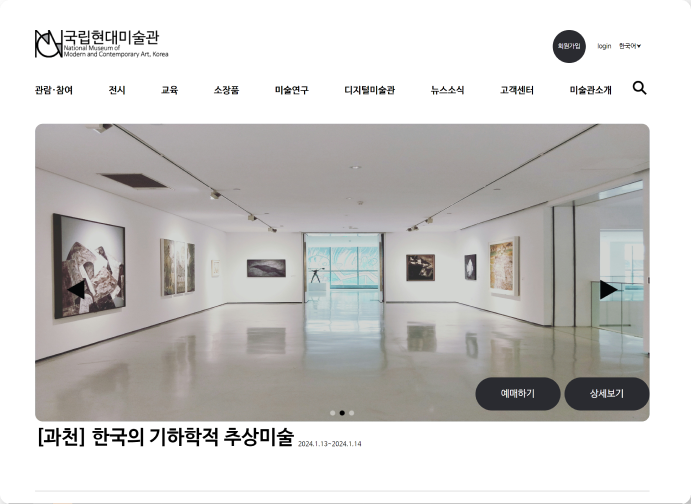 국립현대미술관
National Museum of
Modern and Contemporary Art, Korea
회원가입 login 한국어▾
관람·참여 전시 교육 소장품 미술연구 디지털미술관 뉴스소식 고객센터 미술관소개
예매하기 상세보기
[과천] 한국의 기하학적 추상미술 2024.1.13~2024.1.14